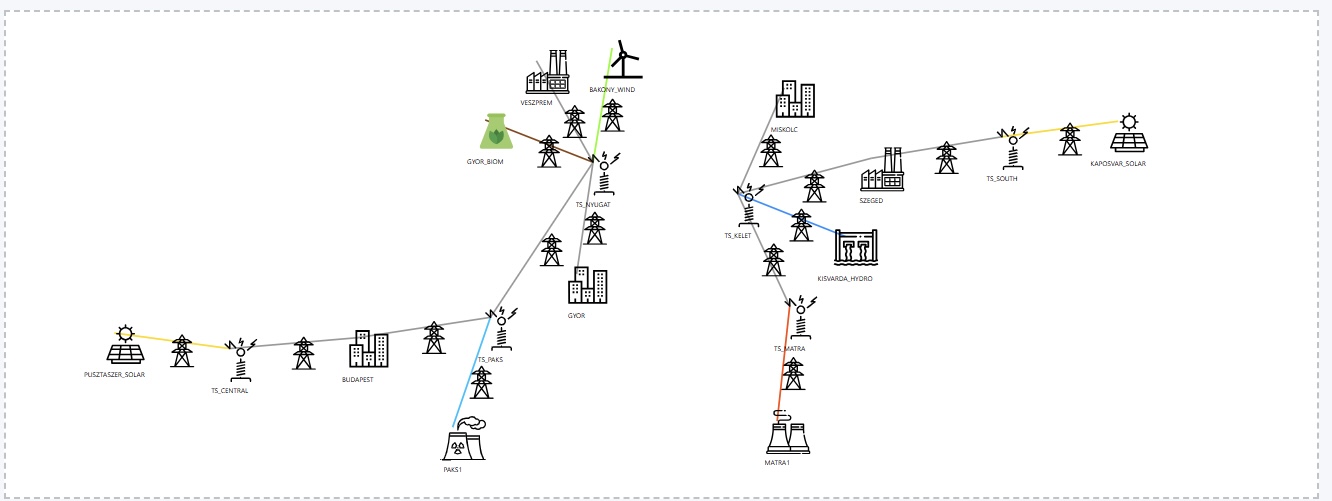 BAKONY_WIND
VESZPREM
MISKOLC
GYOR_BIOM
KAPOSVAR_SOLAR
TS_SOUTH
SZEGED
TS_NYUGAT
TS_KELET
KISVARDA_HYDRO
GYOR
TS_MATRA
TS_PAKS
PUSZTASZER_SOLAR
BUDAPEST
TS_CENTRAL
MATRA1
PAKS1